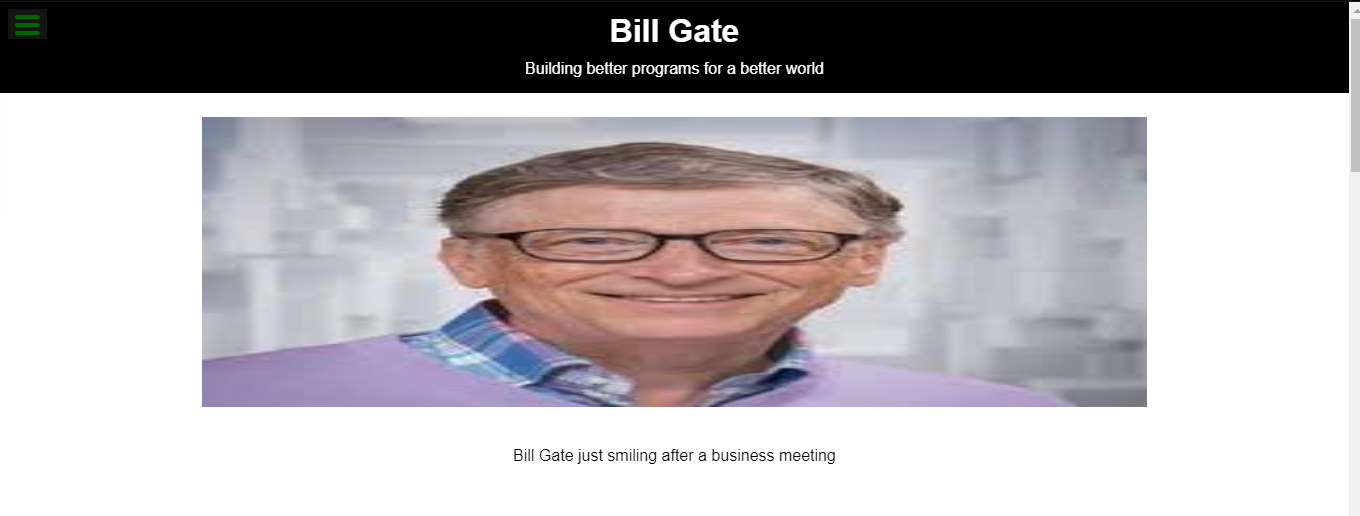 Bill Gate
Building better programs for a better world
Bill Gate just smiling after a business meeting